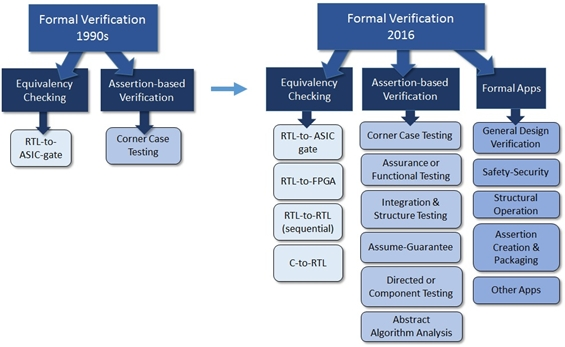 Formal Verification
1990s
Equivalency
Checking
Assertion-based
Verification
RTL-to-
ASIC-gate
Corner Case
Testing
Formal Verification
2016
Equivalency
Checking
Assertion-based
Verification
Formal Apps
RTL-to- ASIC
gate
RTL-to-FPGA
RTL-to-RTL
(sequential)
C-to-RTL
Corner Case Testing
Assurance or
Functional Testing
Integration &
Structure Testing
Assume-Guarantee
Directed or
Component Testing
Abstract
Algorithm Analysis
General Design
Verification
Safety-Security
Structural
Operation
Assertion
Creation &
Packaging
Other Apps